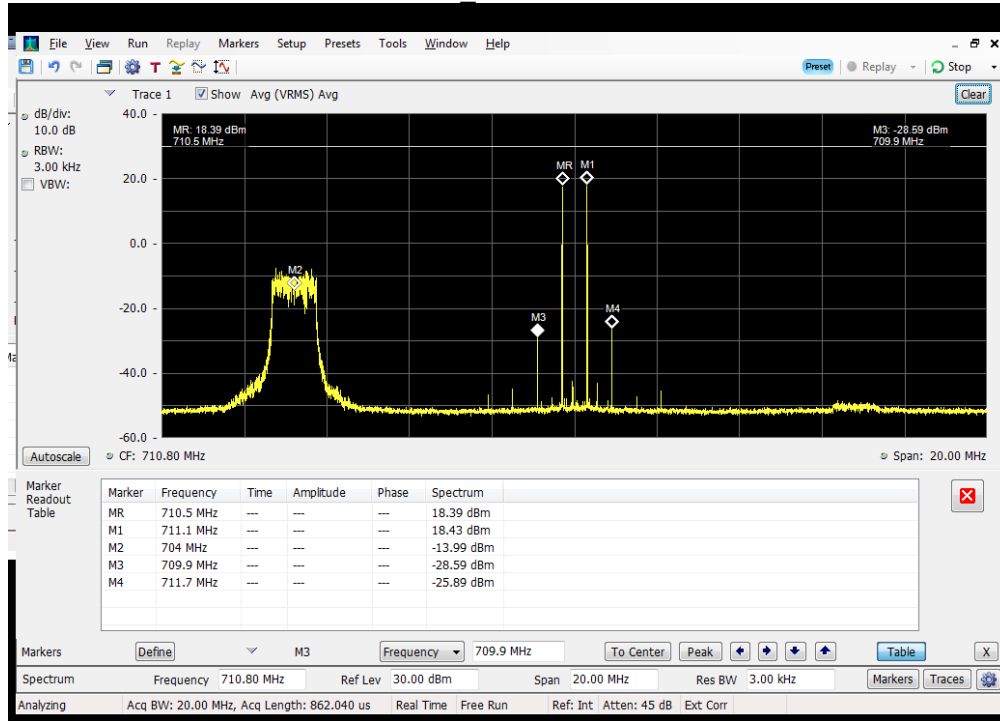 File View Run Replay Markers Setup Presets Tools Window Help
T Preset Replay Stop
Trace 1 Show Avg (VRMS) Avg Clear
dB/div:
10.0 dB
RBW:
3.00 kHz
VBW:
40.0
20.0
0.0
-20.0
-40.0
-60.0
MR: 18.39 dBm
710.5 MHz
M3: -28.59 dBm
709.9 MHz
MR M1
M2
M3
M4
Autoscale CF: 710.80 MHz Span: 20.00 MHz
Marker
Readout
Table
Marker Frequency Time Amplitude Phase Spectrum
MR 710.5 MHz --- --- --- 18.39 dBm
M1 711.1 MHz --- --- --- 18.43 dBm
M2 704 MHz --- --- --- -13.99 dBm
M3 709.9 MHz --- --- --- -28.59 dBm
M4 711.7 MHz --- --- --- -25.89 dBm
Markers Define M3 Frequency 709.9 MHz To Center Peak Table X
Spectrum Frequency 710.80 MHz Ref Lev 30.00 dBm Span 20.00 MHz Res BW 3.00 kHz Markers Traces
Analyzing Acq BW: 20.00 MHz, Acq Length: 862.040 us Real Time Free Run Ref: Int Atten: 45 dB Ext Corr